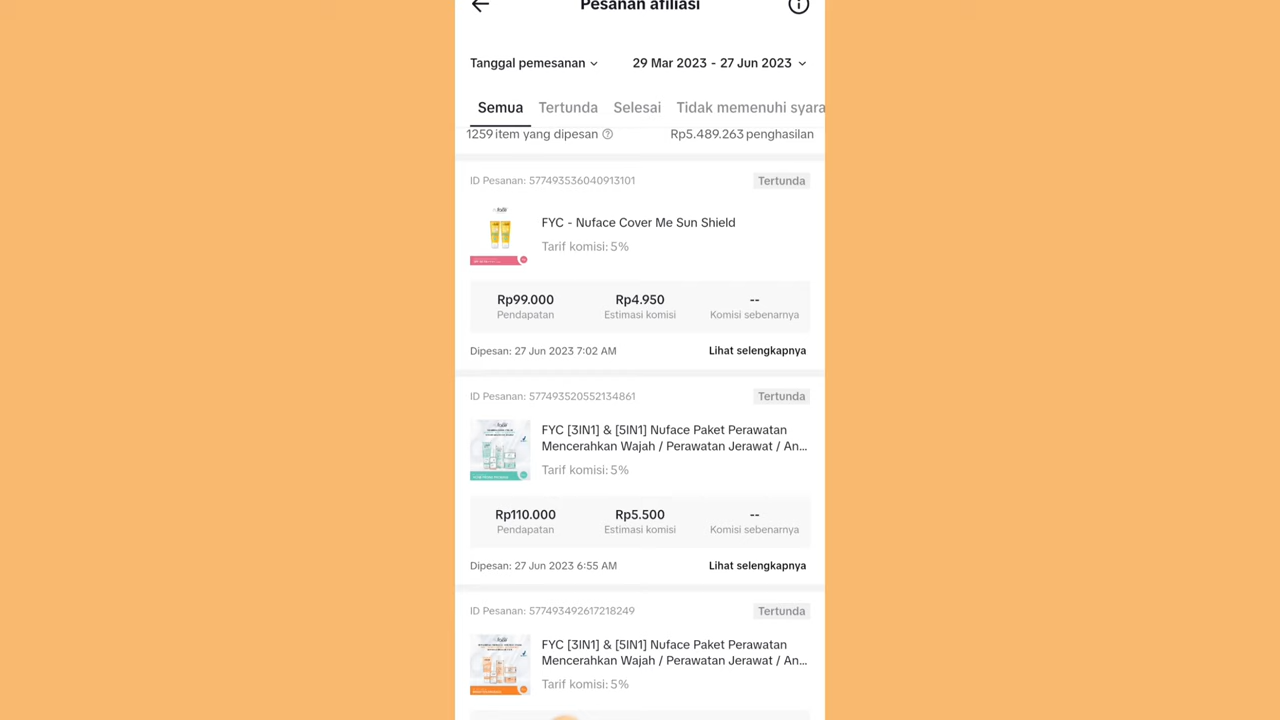 Pesanan afiliasi
Tanggal pemesanan
29 Mar 2023 - 27 Jun 2023
Semua Tertunda Selesai Tidak memenuhi syara
1259 item yang dipesan
Rp5.489.263 penghasilan
ID Pesanan: 577493536040913101
Tertunda
FYC - Nuface Cover Me Sun Shield
Tarif komisi: 5%
Rp99.000 Rp4.950 --
Pendapatan Estimasi komisi Komisi sebenarnya
Dipesan: 27 Jun 2023 7:02 AM
Lihat selengkapnya
ID Pesanan: 577493520552134861
Tertunda
FYC [3IN1] & [5IN1] Nuface Paket Perawatan
Mencerahkan Wajah / Perawatan Jerawat / An...
Tarif komisi: 5%
Rp110.000 Rp5.500 --
Pendapatan Estimasi komisi Komisi sebenarnya
Dipesan: 27 Jun 2023 6:55 AM
Lihat selengkapnya
ID Pesanan: 577493492617218249
Tertunda
FYC [3IN1] & [5IN1] Nuface Paket Perawatan
Mencerahkan Wajah / Perawatan Jerawat / An...
Tarif komisi: 5%